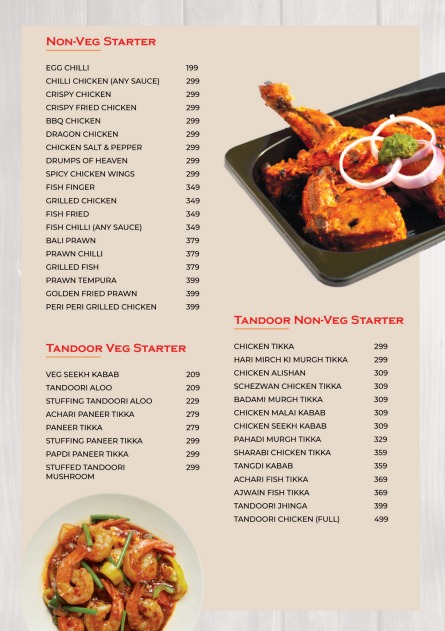 NON-VEG STARTER
EGG CHILLI 199
CHILLI CHICKEN (ANY SAUCE) 299
CRISPY CHICKEN 299
CRISPY FRIED CHICKEN 299
BBQ CHICKEN 299
DRAGON CHICKEN 299
CHICKEN SALT & PEPPER 299
DRUMPS OF HEAVEN 299
SPICY CHICKEN WINGS 299
FISH FINGER 349
GRILLED CHICKEN 349
FISH FRIED 349
FISH CHILLI (ANY SAUCE) 349
BALI PRAWN 379
PRAWN CHILLI 379
GRILLED FISH 379
PRAWN TEMPURA 399
GOLDEN FRIED PRAWN 399
PERI PERI GRILLED CHICKEN 399
TANDOOR VEG STARTER
VEG SEEKH KABAB 209
TANDOORI ALOO 209
STUFFING TANDOORI ALOO 229
ACHARI PANEER TIKKA 279
PANEER TIKKA 279
STUFFING PANEER TIKKA 299
PAPDI PANEER TIKKA 299
STUFFED TANDOORI 299
MUSHROOM
TANDOOR NON-VEG STARTER
CHICKEN TIKKA 299
HARI MIRCH KI MURGH TIKKA 299
CHICKEN ALISHAN 309
SCHEZWAN CHICKEN TIKKA 309
BADAMI MURGH TIKKA 309
CHICKEN MALAI KABAB 309
CHICKEN SEEKH KABAB 309
PAHADI MURGH TIKKA 329
SHARABI CHICKEN TIKKA 359
TANGDI KABAB 359
ACHARI FISH TIKKA 369
AJWAIN FISH TIKKA 369
TANDOORI JHINGA 399
TANDOORI CHICKEN (FULL) 499